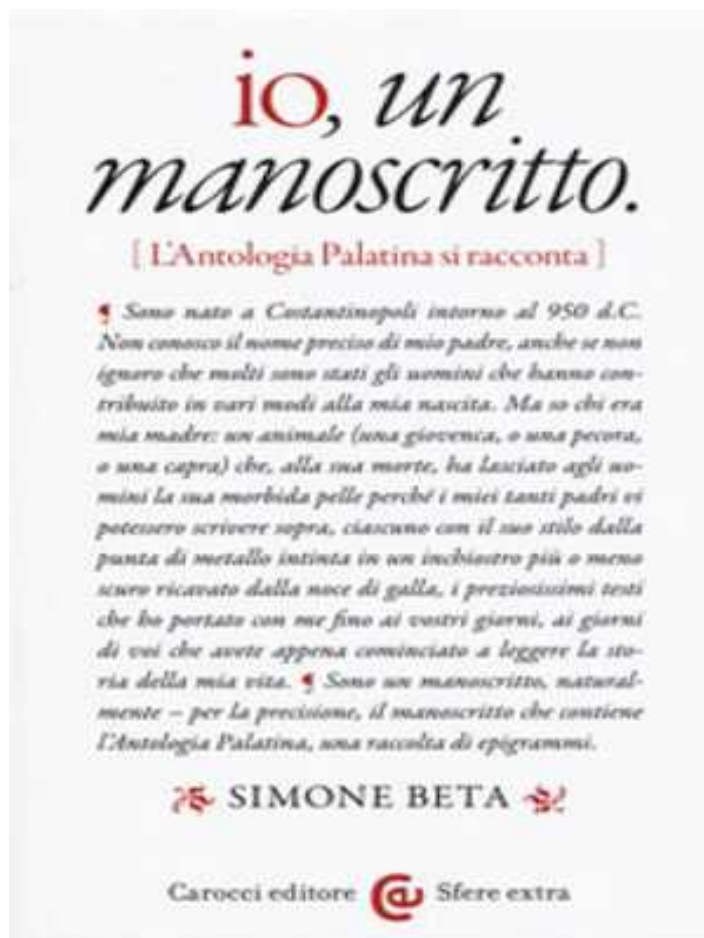 io, un
manoscritto.
[ L'Antologia Palatina si racconta ]
¶ Sono nato a Costantinopoli intorno al 950 d.C.
Non conosco il nome preciso di mio padre, anche se non
ignoro che molti sono stati gli uomini che hanno con-
tribuito in vari modi alla mia nascita. Ma so chi era
mia madre: un animale (una giovenca, o una pecora,
o una capra) che, alla sua morte, ha lasciato agli uo-
mini la sua morbida pelle perché i miei tanti padri vi
potessero scrivere sopra, ciascuno con il suo stilo dalla
punta di metallo intinta in un inchiostro più o meno
scuro ricavato dalla noce di galla, i preziosissimi testi
che ho portato con me fino ai vostri giorni, ai giorni
di voi che avete appena cominciato a leggere la sto-
ria della mia vita. ¶ Sono un manoscritto, natural-
mente – per la precisione, il manoscritto che contiene
l'Antologia Palatina, una raccolta di epigrammi.
SIMONE BETA
Carocci editore Sfere extra